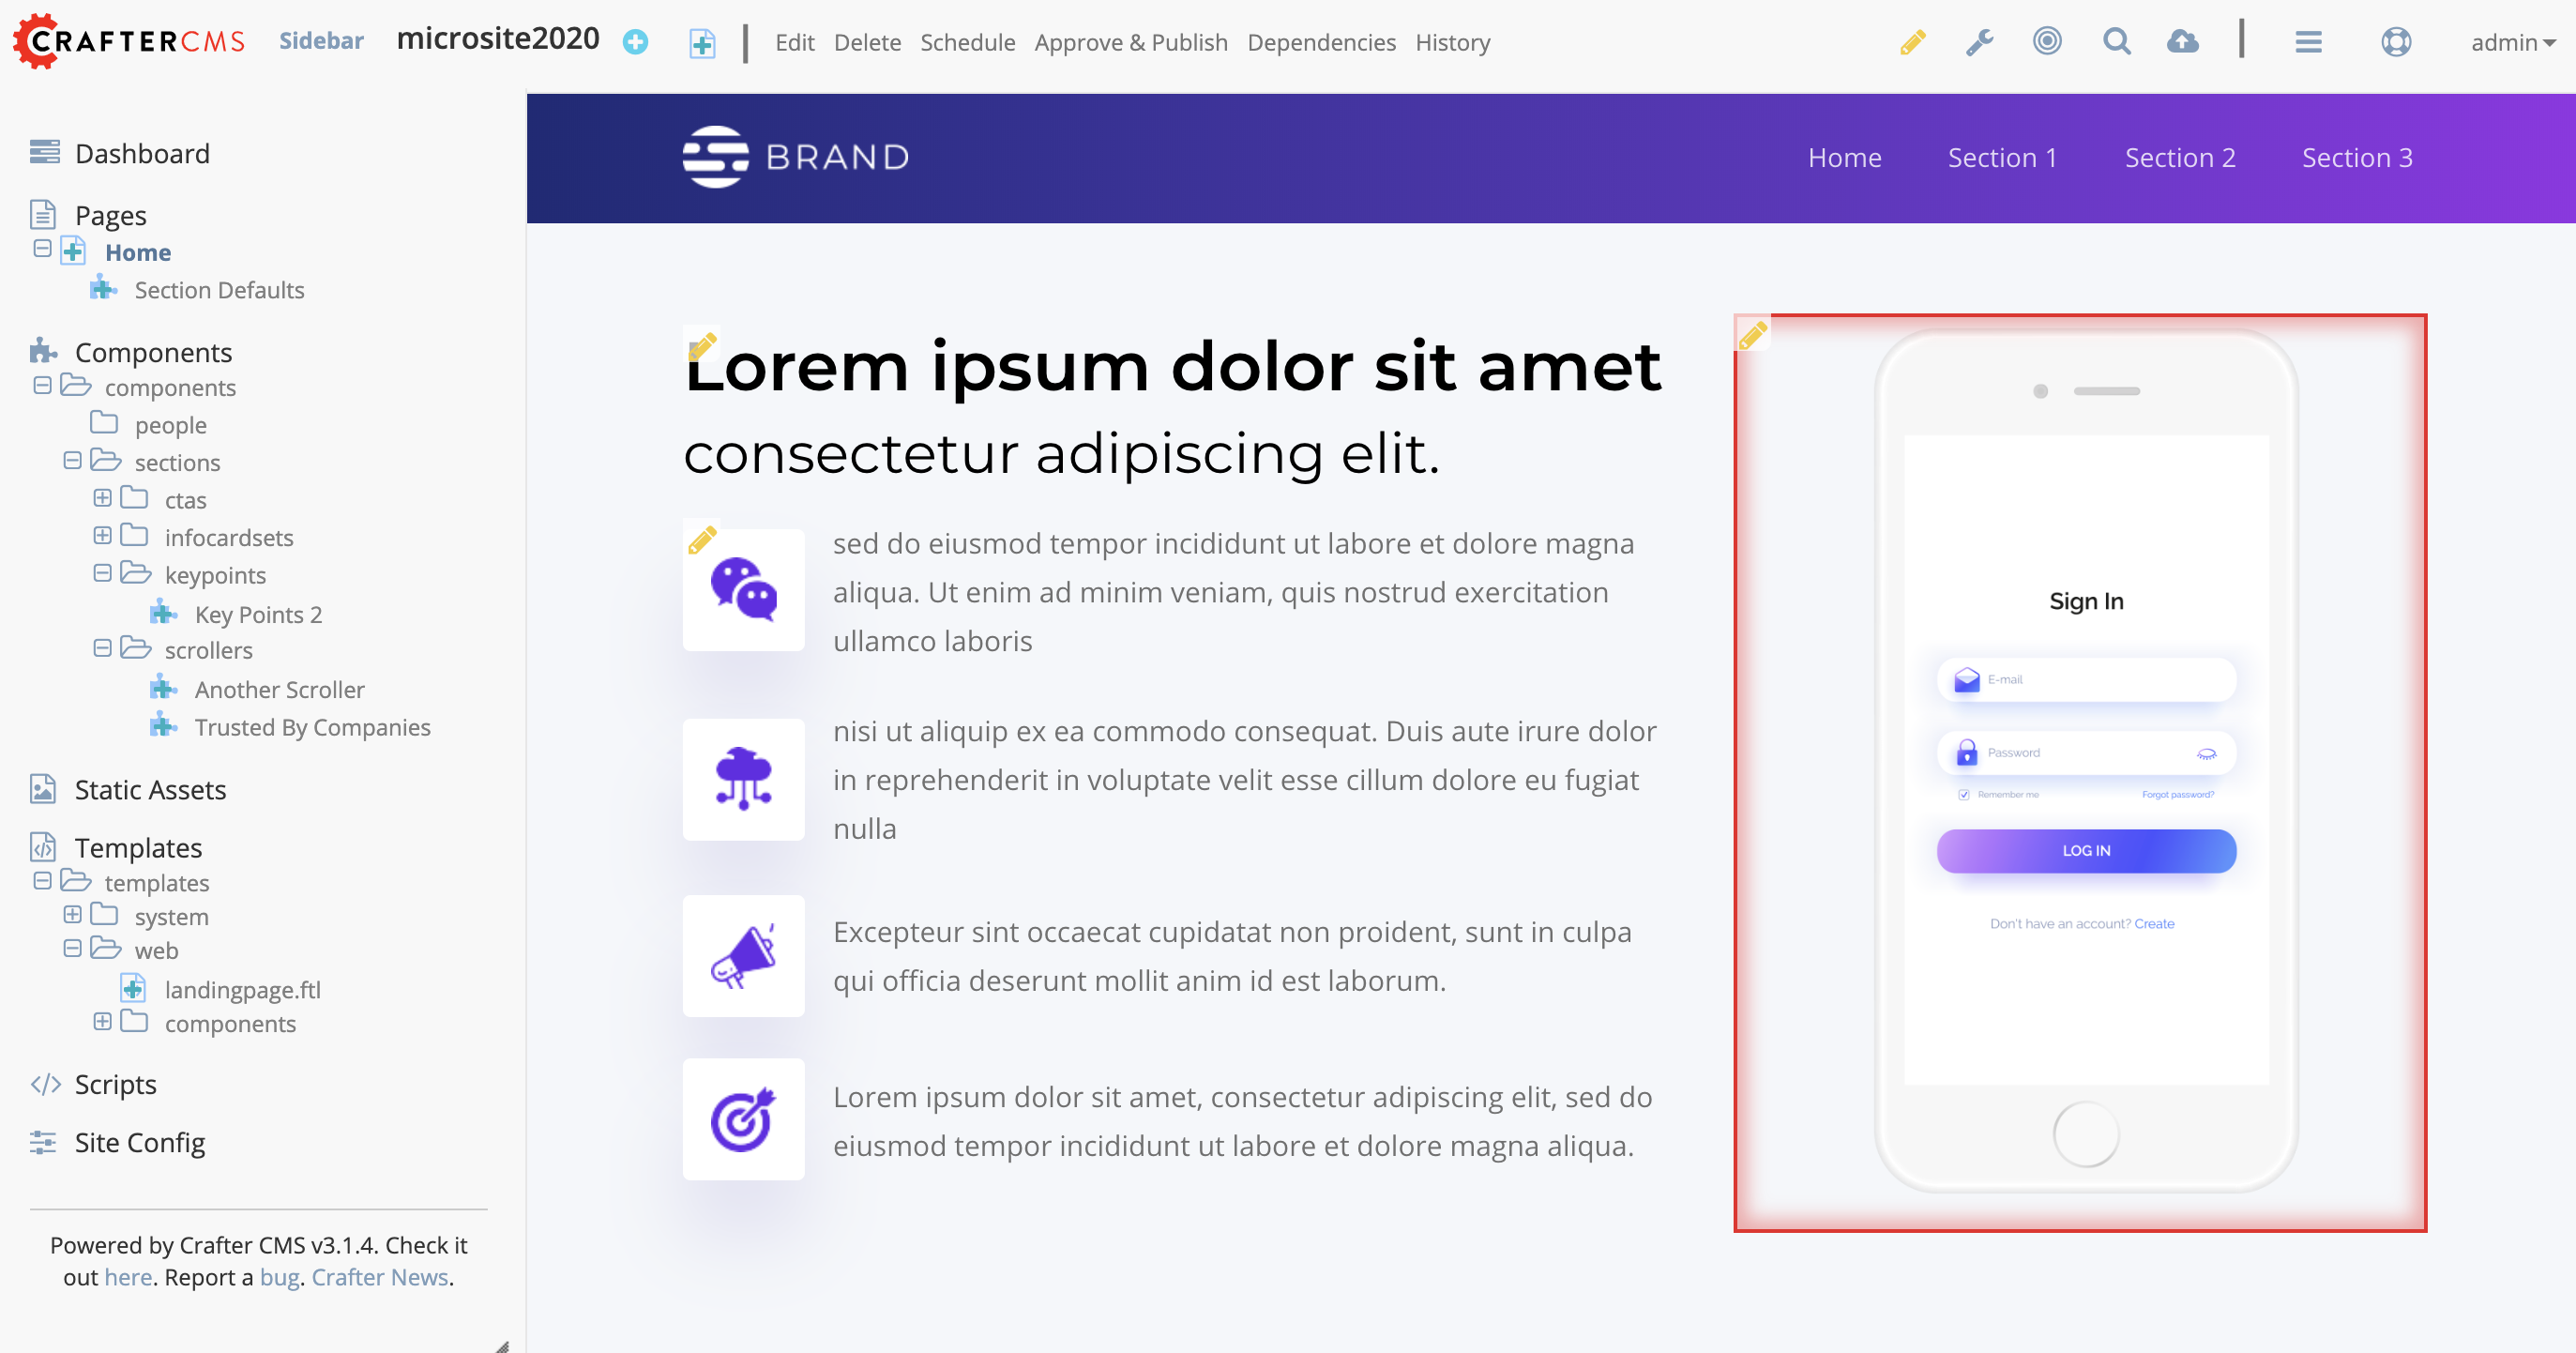 CRAFTERCMS Sidebar microsite2020 Edit Delete Schedule Approve & Publish Dependencies History admin
Dashboard
Pages
Home
Section Defaults
Components
components
people
sections
ctas
infocardsets
keypoints
Key Points 2
scrollers
Another Scroller
Trusted By Companies
Static Assets
Templates
templates
system
web
landingpage.ftl
components
Scripts
Site Config
Powered by Crafter CMS v3.1.4. Check it
out here. Report a bug. Crafter News.
BRAND Home Section 1 Section 2 Section 3
Lorem ipsum dolor sit amet
consectetur adipiscing elit.
sed do eiusmod tempor incididunt ut labore et dolore magna
aliqua. Ut enim ad minim veniam, quis nostrud exercitation
ullamco laboris
nisi ut aliquip ex ea commodo consequat. Duis aute irure dolor
in reprehenderit in voluptate velit esse cillum dolore eu fugiat
nulla
Excepteur sint occaecat cupidatat non proident, sunt in culpa
qui officia deserunt mollit anim id est laborum.
Lorem ipsum dolor sit amet, consectetur adipiscing elit, sed do
eiusmod tempor incididunt ut labore et dolore magna aliqua.
Sign In
E-mail
Password
Remember me Forgot password?
LOG IN
Don't have an account? Create